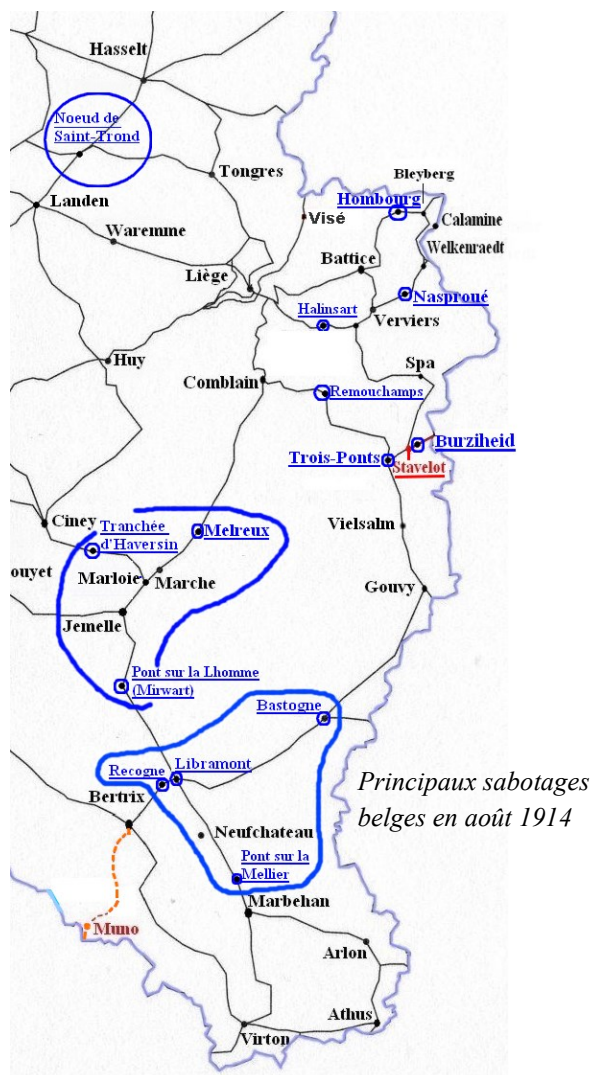 Hasselt
Noeud de
Saint-Trond
Tongres
Bleyberg
Hombourg
Landen
Visé
Calamine
Waremme
Welkenraedt
Battice
Liège
Nasproué
Halinsart
Verviers
Huy
Spa
Comblain
Remouchamps
Burziheid
Trois-Ponts
Stavelot
Ciney
Tranchée
d'Haversin
Melreux
Vielsalm
ouyet
Marloie
Marche
Gouvy
Jemelle
Pont sur la Lhomme
(Mirwart)
Bastogne
Libramont
Recogne
Principaux sabotages
belges en août 1914
Bertrix
Neufchateau
Pont sur la
Mellier
Marbehan
Muno
Arlon
Athus
Virton